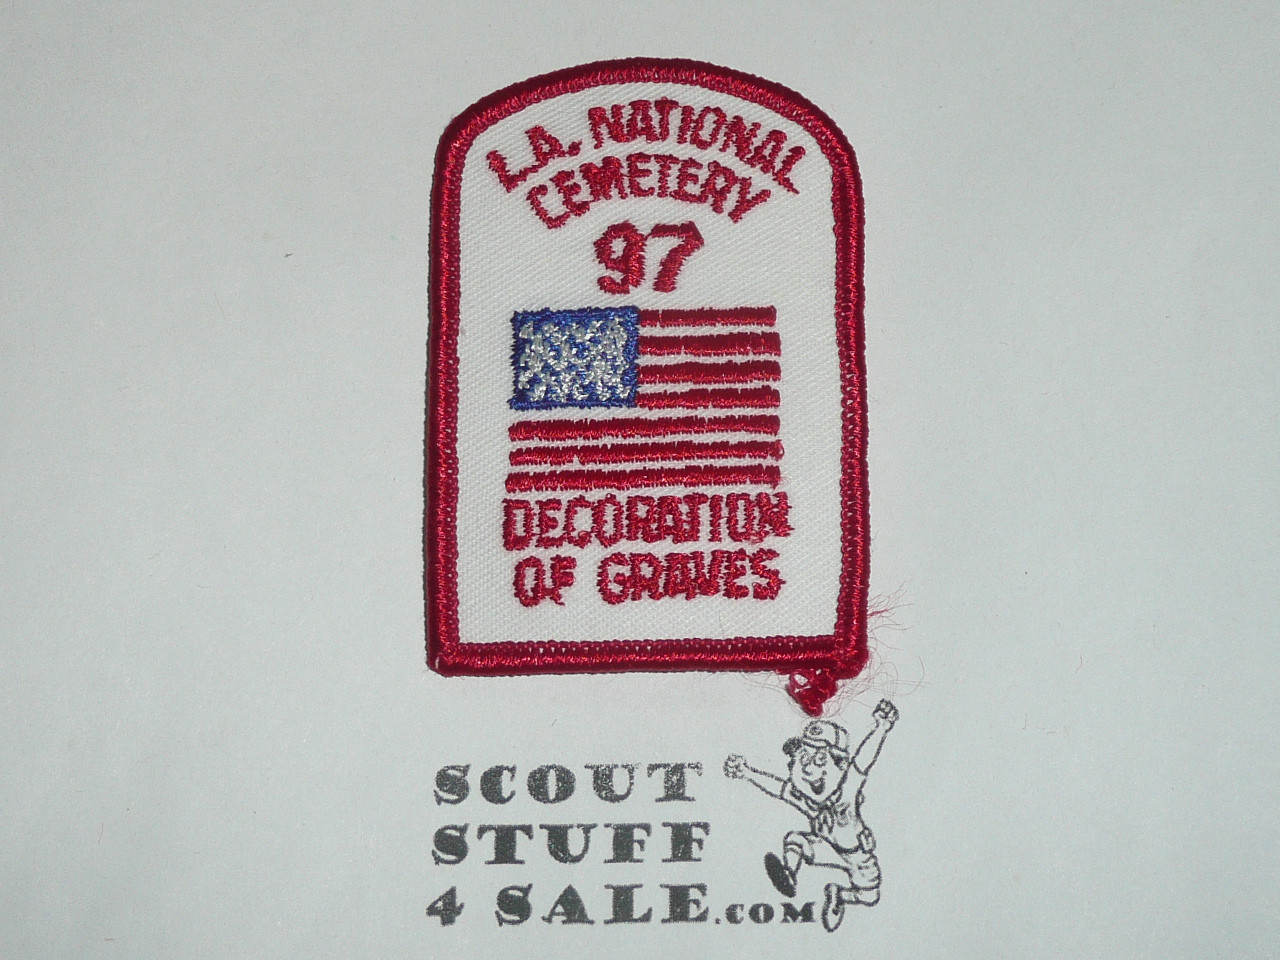 L.A. NATIONAL
CEMETERY
97
DECORATION
OF GRAVES
SCOUT
STUFF
4 SALE.COM